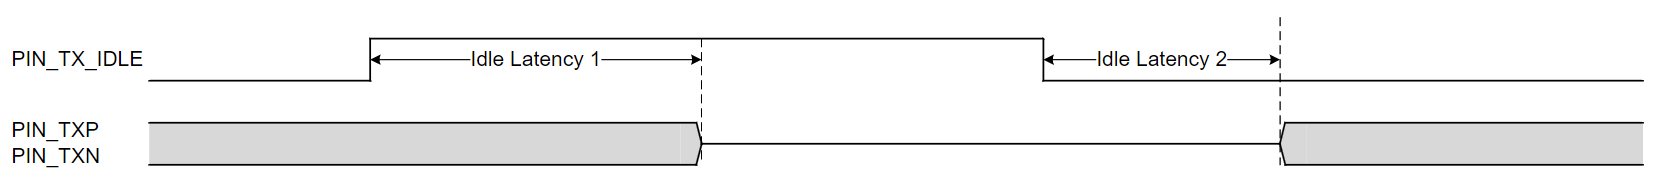 PIN_TX_IDLE
Idle Latency 1
Idle Latency 2
PIN_TXP
PIN_TXN